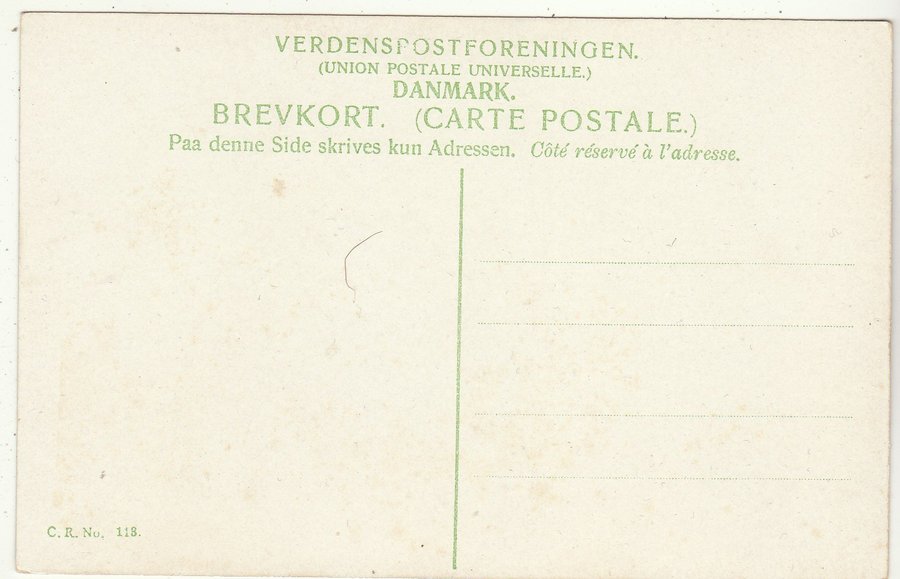 VERDENSPOSTFORENINGEN.
(UNION POSTALE UNIVERSELLE.)
DANMARK.
BREVKORT. (CARTE POSTALE.)
Paa denne Side skrives kun Adressen. Côté réservé à l'adresse.
C. R. No. 113.